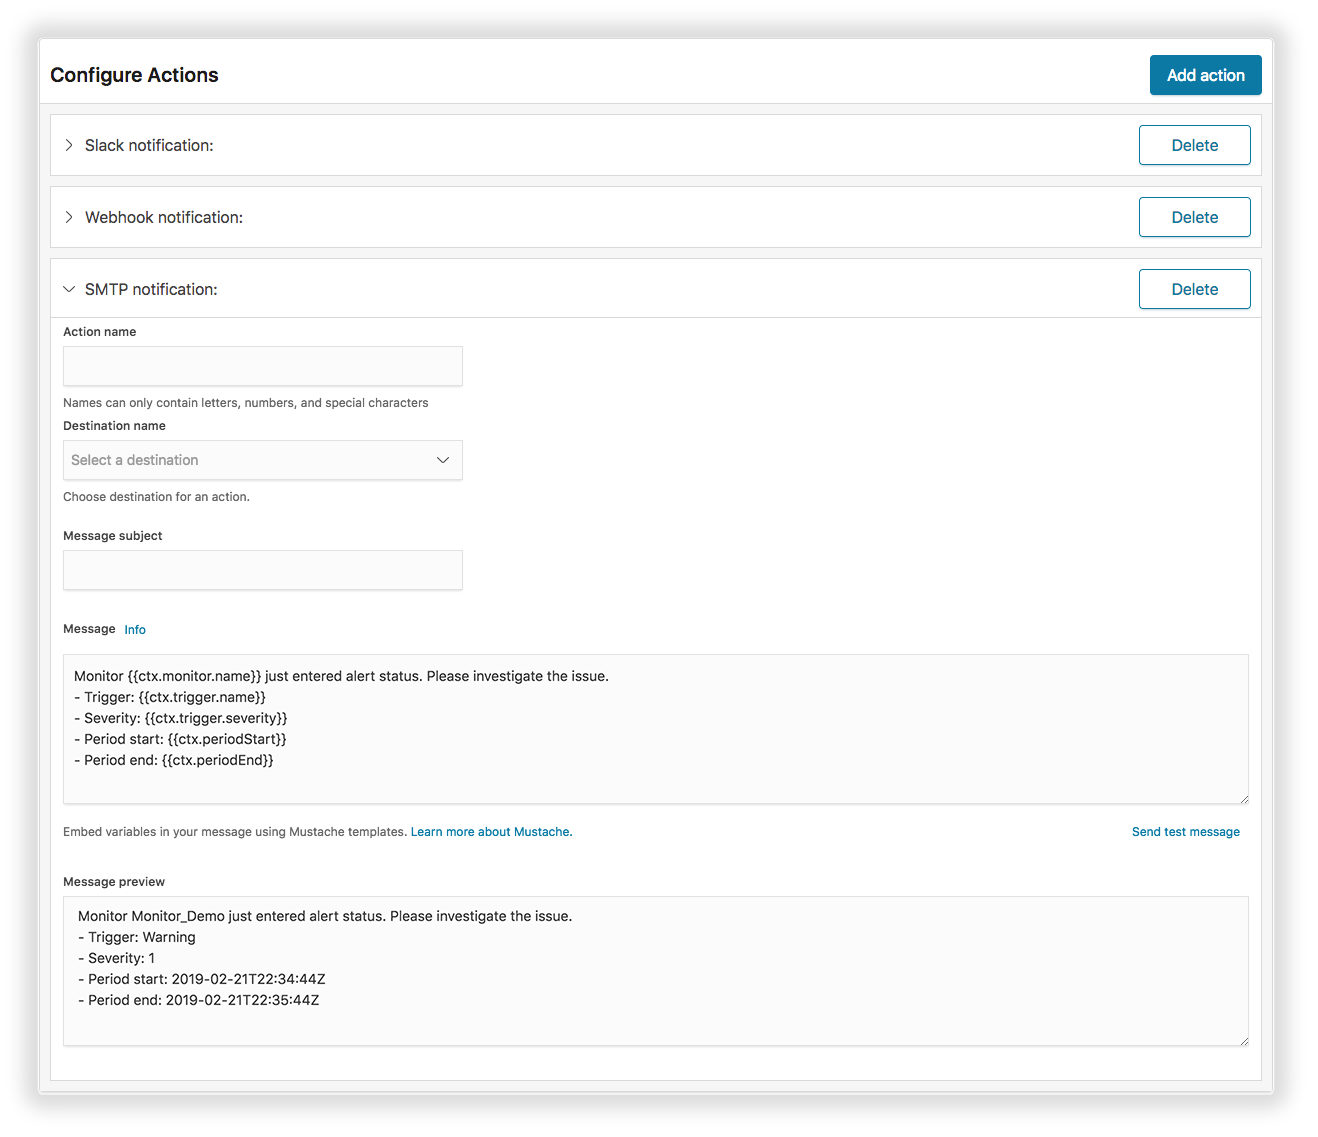 Configure Actions
Add action
Slack notification:
Delete
Webhook notification:
Delete
SMTP notification:
Delete
Action name
Names can only contain letters, numbers, and special characters
Destination name
Select a destination
Choose destination for an action.
Message subject
Message Info
Monitor {{ctx.monitor.name}} just entered alert status. Please investigate the issue.
- Trigger: {{ctx.trigger.name}}
- Severity: {{ctx.trigger.severity}}
- Period start: {{ctx.periodStart}}
- Period end: {{ctx.periodEnd}}
Embed variables in your message using Mustache templates. Learn more about Mustache.
Send test message
Message preview
Monitor Monitor_Demo just entered alert status. Please investigate the issue.
- Trigger: Warning
- Severity: 1
- Period start: 2019-02-21T22:34:44Z
- Period end: 2019-02-21T22:35:44Z